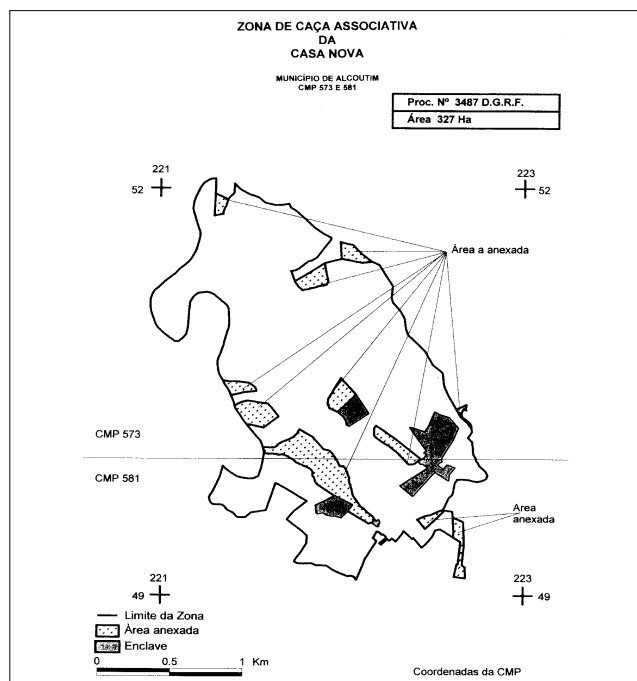 ZONA DE CAÇA ASSOCIATIVA
DA
CASA NOVA
MUNICÍPIO DE ALCOUTIM
CMP 573 E 581
Proc. Nº 3487 D.G.R.F.
Área 327 Ha
221
52
223
52
Área a anexada
CMP 573
CMP 581
Area
anexada
221
49
223
49
Limite da Zona
Àrea anexada
Enclave
0 0.5 1 Km
Coordenadas da CMP